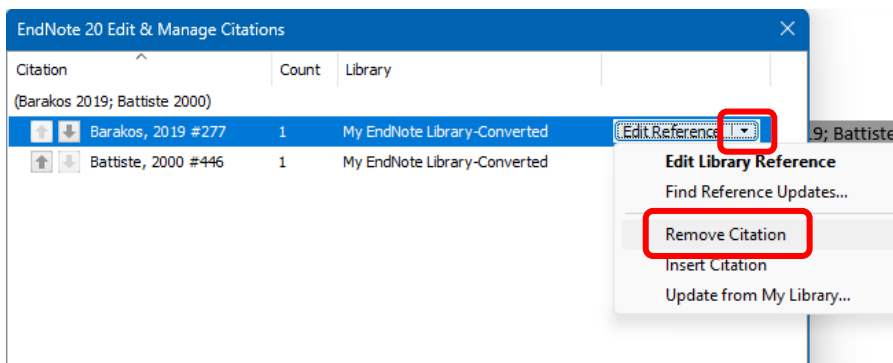 EndNote 20 Edit & Manage Citations
Citation Count Library
(Barakos 2019; Battiste 2000)
Barakos, 2019 #277 1 My EndNote Library-Converted Edit Reference 19; Battiste
Battiste, 2000 #446 1 My EndNote Library-Converted
Edit Library Reference
Find Reference Updates...
Remove Citation
Insert Citation
Update from My Library...